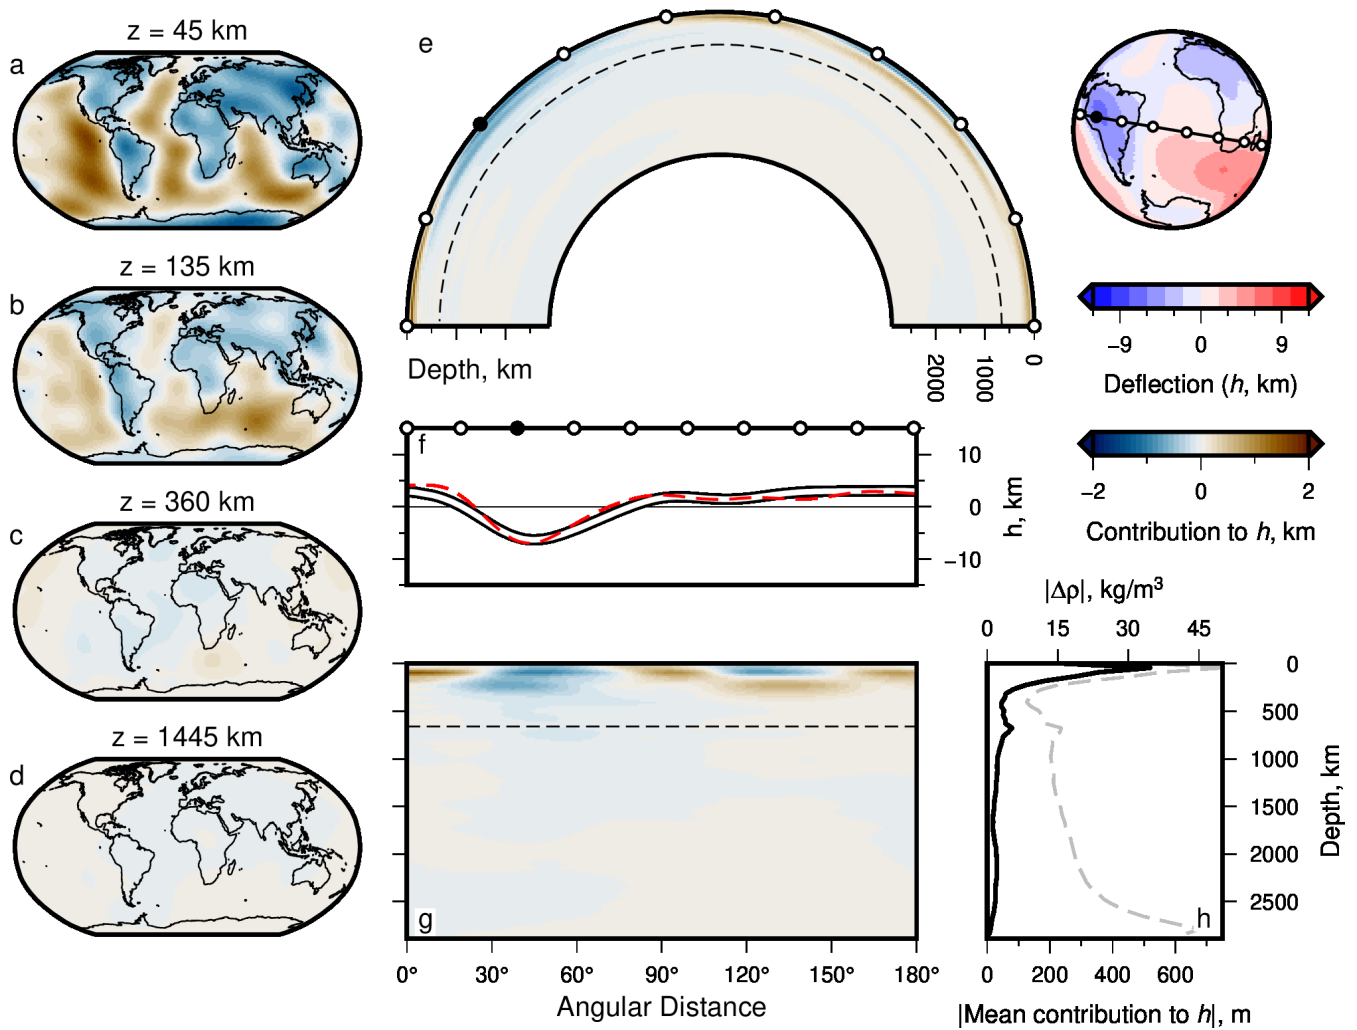 z = 45 km
a
z = 135 km
b
z = 360 km
c
z = 1445 km
d
e
Depth, km
2000
1000
0
−9 0 9
Deflection (h, km)
−2 0 2
Contribution to h, km
f
10
0
−10
h, km
g
0° 30° 60° 90° 120° 150° 180°
Angular Distance
|Δρ|, kg/m³
0 15 30 45
0
500
1000
1500
2000
2500
Depth, km
h
0 200 400 600
|Mean contribution to h|, m